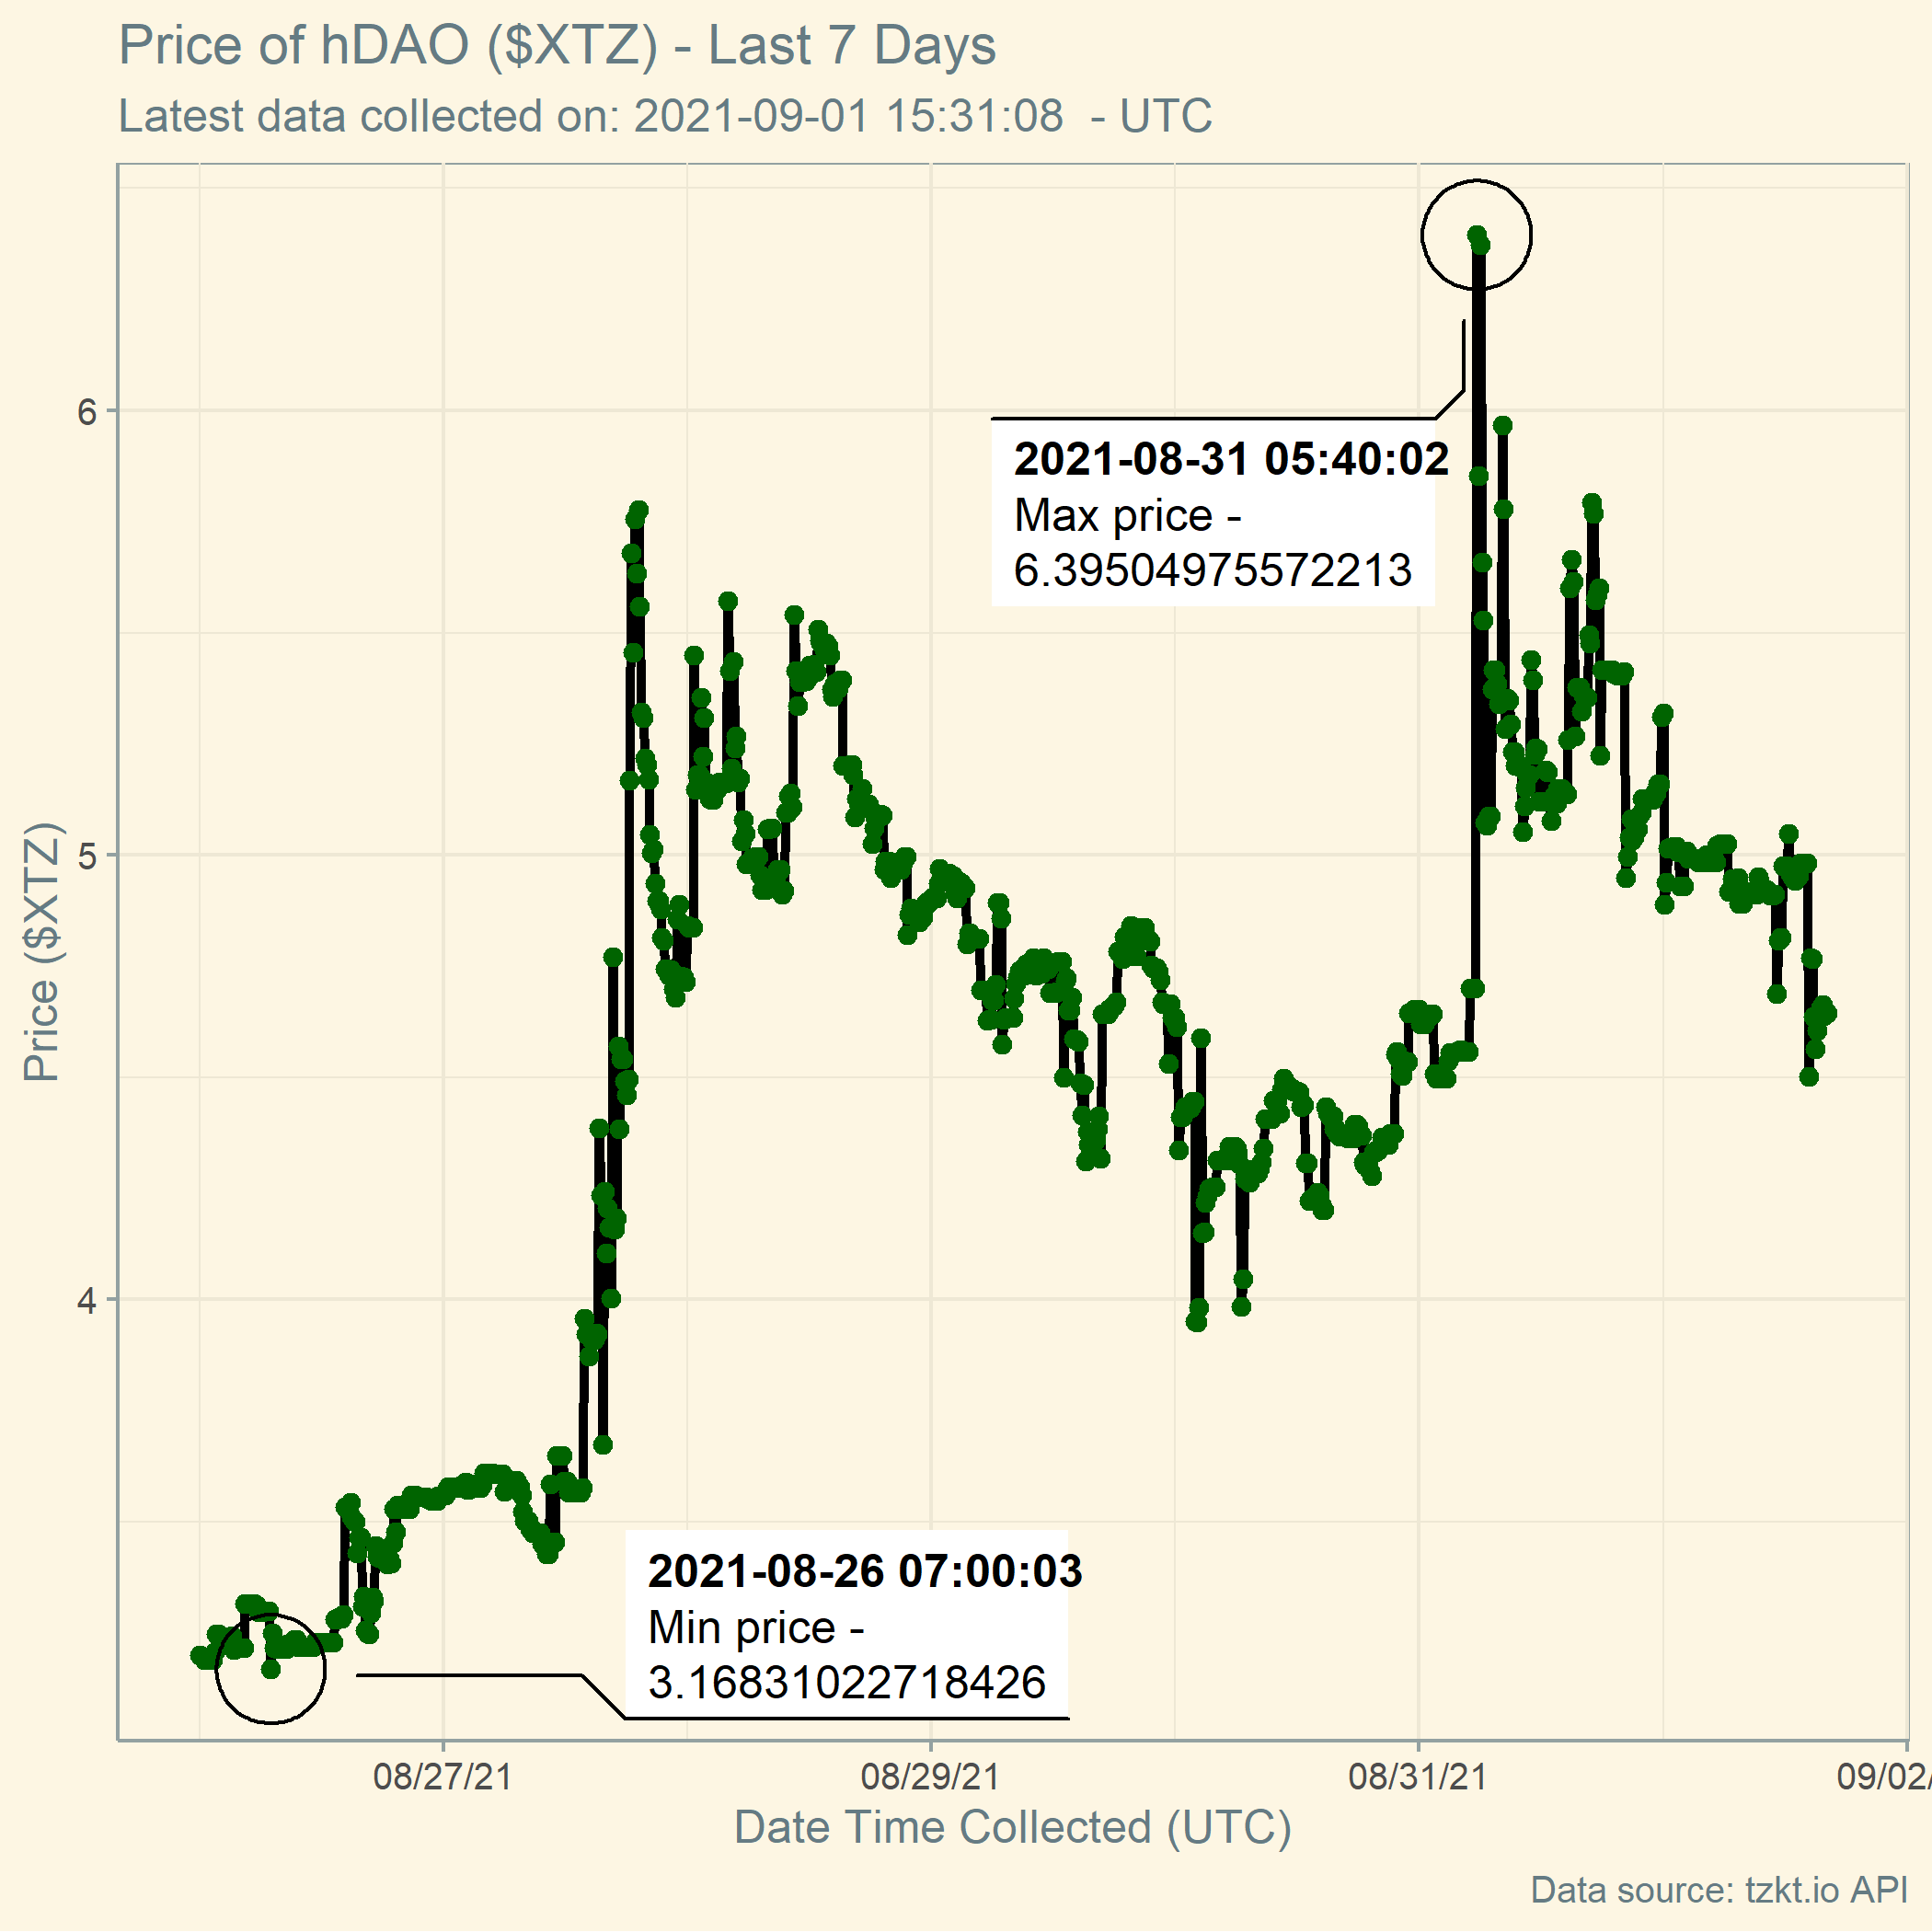 Price of hDAO ($XTZ) - Last 7 Days
Latest data collected on: 2021-09-01 15:31:08  - UTC
6
2021-08-31 05:40:02
Max price -
6.39504975572213
5
Price ($XTZ)
4
2021-08-26 07:00:03
Min price -
3.16831022718426
08/27/21 08/29/21 08/31/21 09/02/
Date Time Collected (UTC)
Data source: tzkt.io API